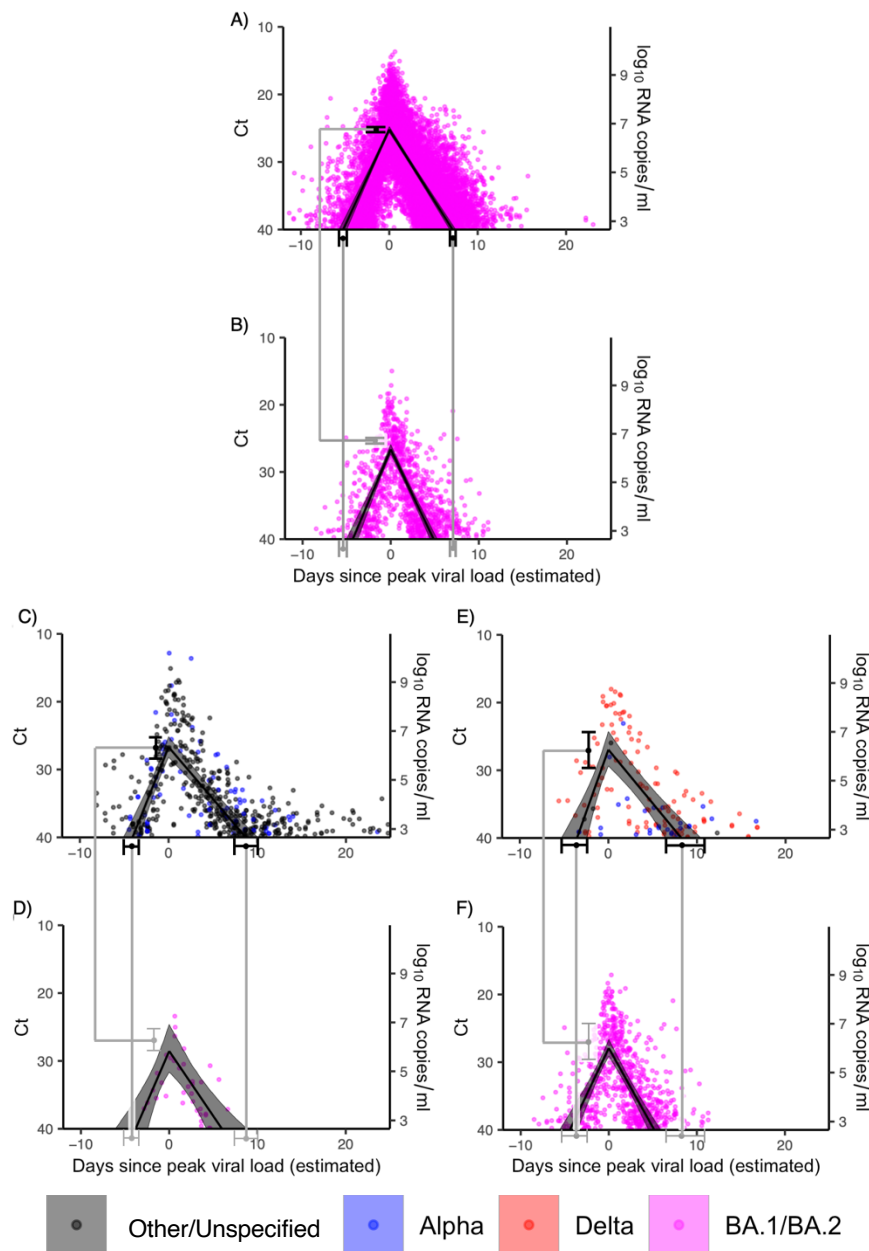 A)
10
20
30
40
Ct
9
7
5
3
log10 RNA copies/ml
−10 0 10 20
B)
10
20
30
40
Ct
9
7
5
3
log10 RNA copies/ml
−10 0 10 20
Days since peak viral load (estimated)
C)
10
20
30
40
Ct
9
7
5
3
log10 RNA copies/ml
−10 0 10 20
E)
10
20
30
40
Ct
9
7
5
3
log10 RNA copies/ml
−10 0 10 20
D)
10
20
30
40
Ct
9
7
5
3
log10 RNA copies/ml
−10 0 10 20
Days since peak viral load (estimated)
F)
10
20
30
40
Ct
9
7
5
3
log10 RNA copies/ml
−10 0 10 20
Days since peak viral load (estimated)
Other/Unspecified Alpha Delta BA.1/BA.2